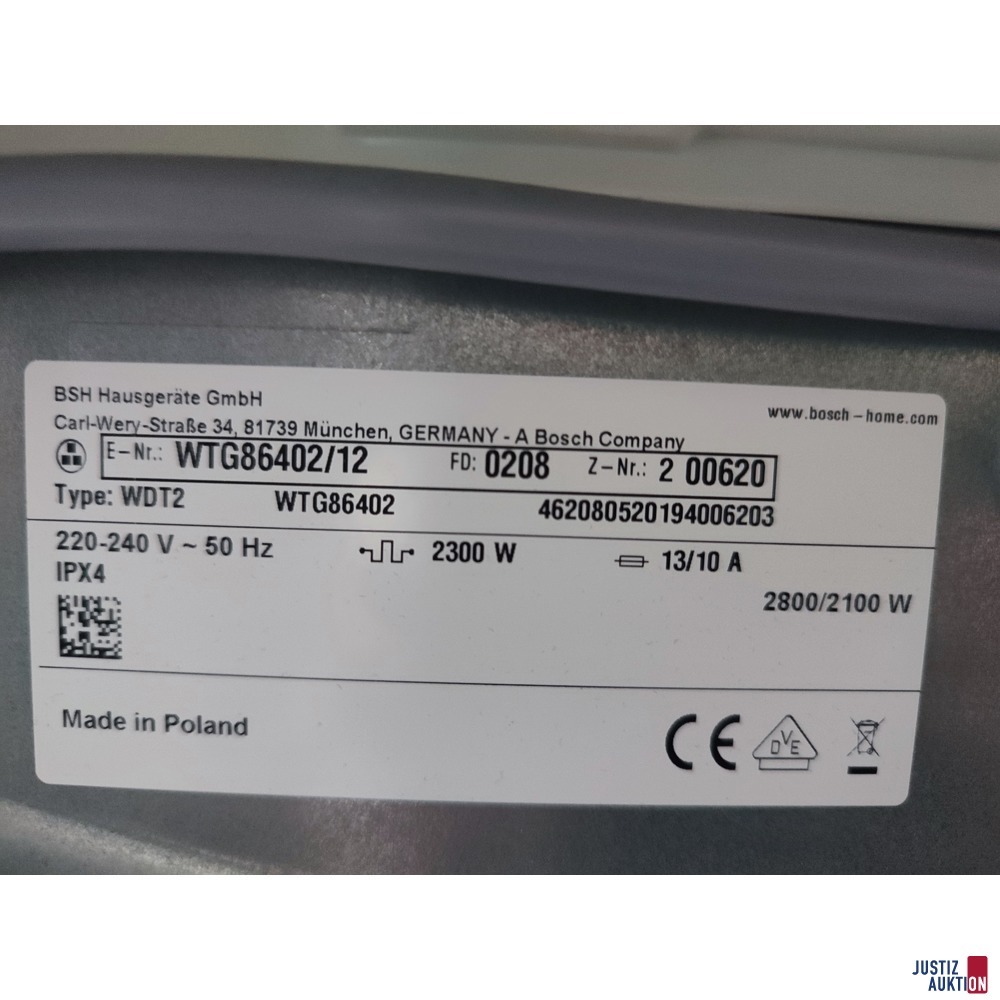 BSH Hausgeräte GmbH
www.bosch-home.com
Carl-Wery-Straße 34, 81739 München, GERMANY - A Bosch Company
E-Nr.: WTG86402/12 FD: 0208 Z-Nr.: 2 00620
Type: WDT2 WTG86402 462080520194006203
220-240 V ~ 50 Hz 2300 W 13/10 A
IPX4
2800/2100 W
Made in Poland
CE DVE
JUSTIZ
AUKTION